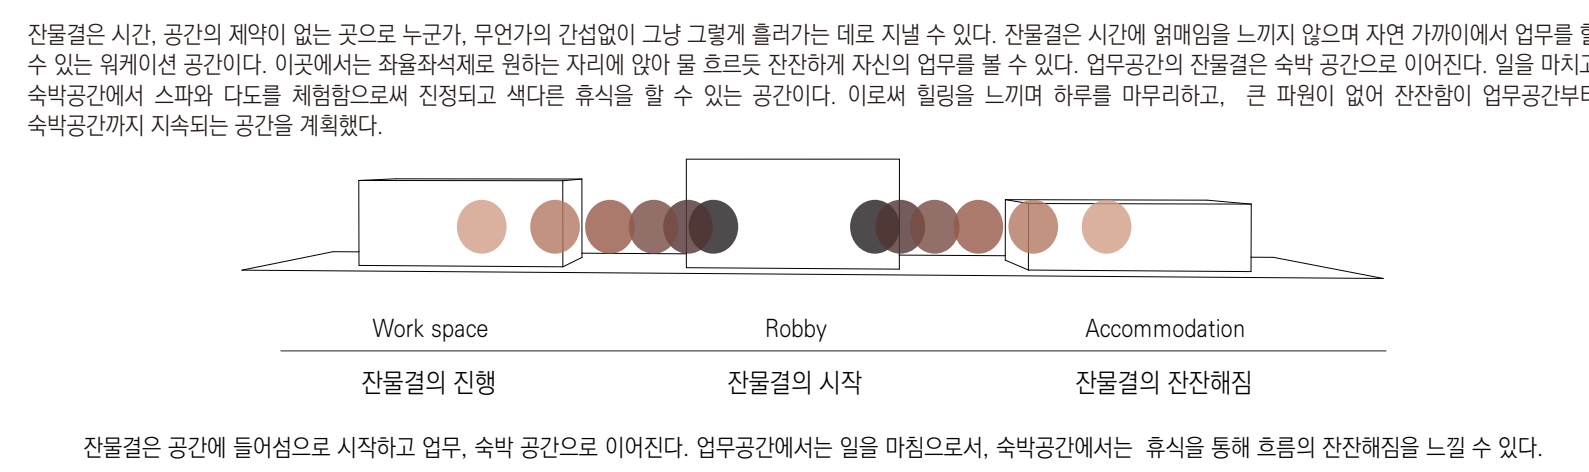 잔물결은 시간, 공간의 제약이 없는 곳으로 누군가, 무언가의 간섭없이 그냥 그렇게 흘러가는 데로 지낼 수 있다. 잔물결은 시간에 얽매임을 느끼지 않으며 자연 가까이에서 업무를 할
수 있는 워케이션 공간이다. 이곳에서는 좌율좌석제로 원하는 자리에 앉아 물 흐르듯 잔잔하게 자신의 업무를 볼 수 있다. 업무공간의 잔물결은 숙박 공간으로 이어진다. 일을 마치고
숙박공간에서 스파와 다도를 체험함으로써 진정되고 색다른 휴식을 할 수 있는 공간이다. 이로써 힐링을 느끼며 하루를 마무리하고, 큰 파원이 없어 잔잔함이 업무공간부터
숙박공간까지 지속되는 공간을 계획했다.
Work space Robby Accommodation
잔물결의 진행 잔물결의 시작 잔물결의 잔잔해짐
잔물결은 공간에 들어섬으로 시작하고 업무, 숙박 공간으로 이어진다. 업무공간에서는 일을 마침으로서, 숙박공간에서는 휴식을 통해 흐름의 잔잔해짐을 느낄 수 있다.